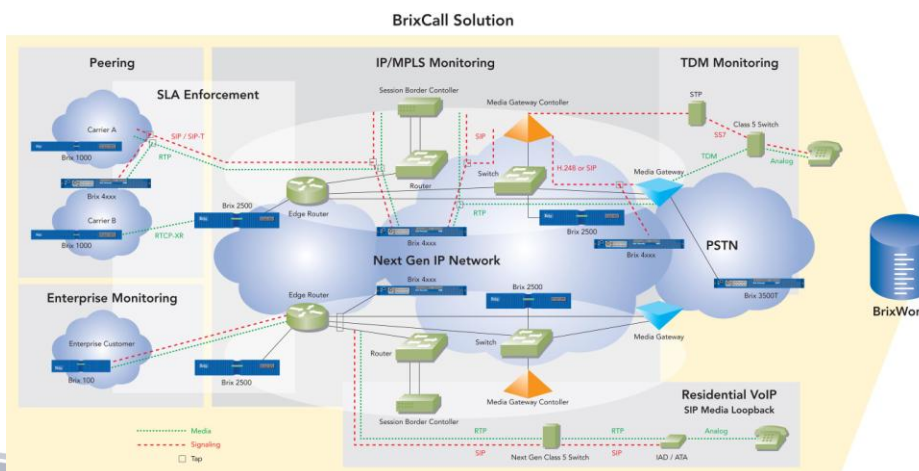 BrixCall Solution
Peering
IP/MPLS Monitoring
TDM Monitoring
SLA Enforcement
Session Border Contoller
Media Gateway Contoller
STP
Class 5 Switch
SS7
Carrier A
SIP / SIP-T
SIP
TDM
Analog
Brix 1000
RTP
Router
Switch
H.248 or SIP
Media Gateway
Brix 4xxx
Brix 2500
Edge Router
Carrier B
RTP
Brix 2500
Brix 1000
RTCP-XR
Brix 4xxx
Brix 4xxx
PSTN
Next Gen IP Network
Brix 4xxx
Brix 3500T
BrixWor
Enterprise Monitoring
Edge Router
Brix 2500
Enterprise Customer
Router
Switch
Media Gateway
Brix 100
Brix 2500
Media Gateway Contoller
Residential VoIP
SIP Media Loopback
Session Border Contoller
Media
Signaling
Tap
RTP
RTP
Analog
SIP
Next Gen Class 5 Switch
SIP
IAD / ATA